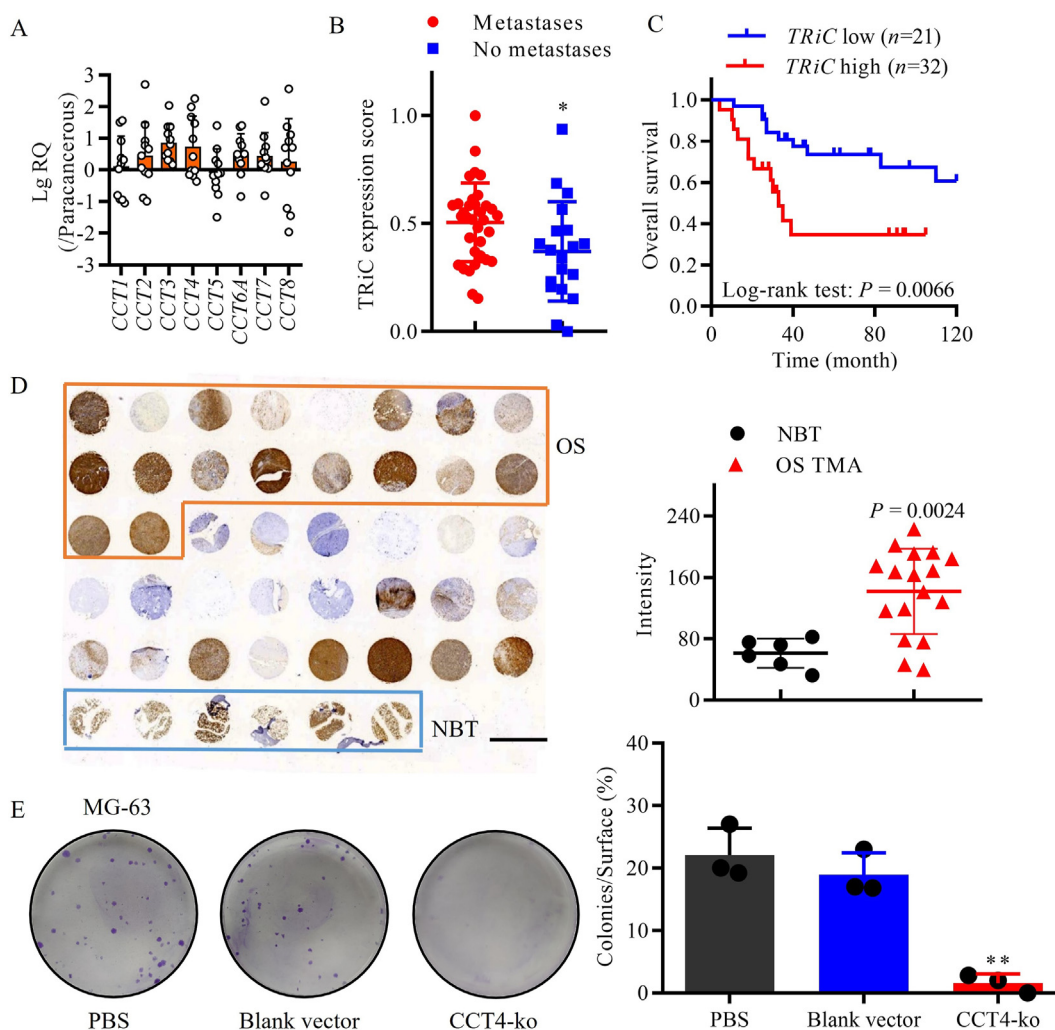 A
Lg RQ
(/Paracancerous)
3
2
1
0
-1
-2
-3
CCT1
CCT2
CCT3
CCT4
CCT5
CCT6A
CCT7
CCT8
B
Metastases
No metastases
TRiC expression score
1.0
0.5
0.0
*
C
TRiC low (n=21)
TRiC high (n=32)
Overall survival
1.0
0.8
0.6
0.4
0.2
0.0
Log-rank test: P = 0.0066
0 40 80 120
Time (month)
D
OS
NBT
NBT
OS TMA
P = 0.0024
Intensity
240
160
80
0
E
MG-63
PBS
Blank vector
CCT4-ko
Colonies/Surface (%)
40
30
20
10
0
**
PBS
Blank vector
CCT4-ko